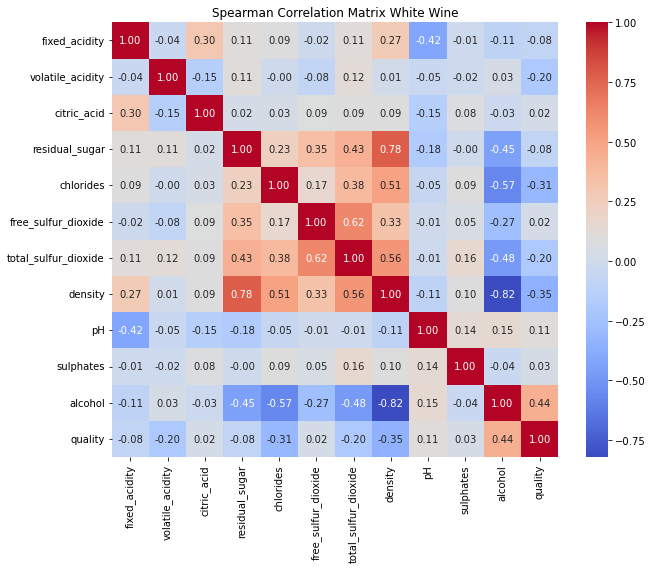 Spearman Correlation Matrix White Wine
fixed_acidity 1.00 -0.04 0.30 0.11 0.09 -0.02 0.11 0.27 -0.42 -0.01 -0.11 -0.08
volatile_acidity -0.04 1.00 -0.15 0.11 -0.00 -0.08 0.12 0.01 -0.05 -0.02 0.03 -0.20
citric_acid 0.30 -0.15 1.00 0.02 0.03 0.09 0.09 0.09 -0.15 0.08 -0.03 0.02
residual_sugar 0.11 0.11 0.02 1.00 0.23 0.35 0.43 0.78 -0.18 -0.00 -0.45 -0.08
chlorides 0.09 -0.00 0.03 0.23 1.00 0.17 0.38 0.51 -0.05 0.09 -0.57 -0.31
free_sulfur_dioxide -0.02 -0.08 0.09 0.35 0.17 1.00 0.62 0.33 -0.01 0.05 -0.27 0.02
total_sulfur_dioxide 0.11 0.12 0.09 0.43 0.38 0.62 1.00 0.56 -0.01 0.16 -0.48 -0.20
density 0.27 0.01 0.09 0.78 0.51 0.33 0.56 1.00 -0.11 0.10 -0.82 -0.35
pH -0.42 -0.05 -0.15 -0.18 -0.05 -0.01 -0.01 -0.11 1.00 0.14 0.15 0.11
sulphates -0.01 -0.02 0.08 -0.00 0.09 0.05 0.16 0.10 0.14 1.00 -0.04 0.03
alcohol -0.11 0.03 -0.03 -0.45 -0.57 -0.27 -0.48 -0.82 0.15 -0.04 1.00 0.44
quality -0.08 -0.20 0.02 -0.08 -0.31 0.02 -0.20 -0.35 0.11 0.03 0.44 1.00
fixed_acidity
volatile_acidity
citric_acid
residual_sugar
chlorides
free_sulfur_dioxide
total_sulfur_dioxide
density
pH
sulphates
alcohol
quality
1.00
0.75
0.50
0.25
0.00
-0.25
-0.50
-0.75